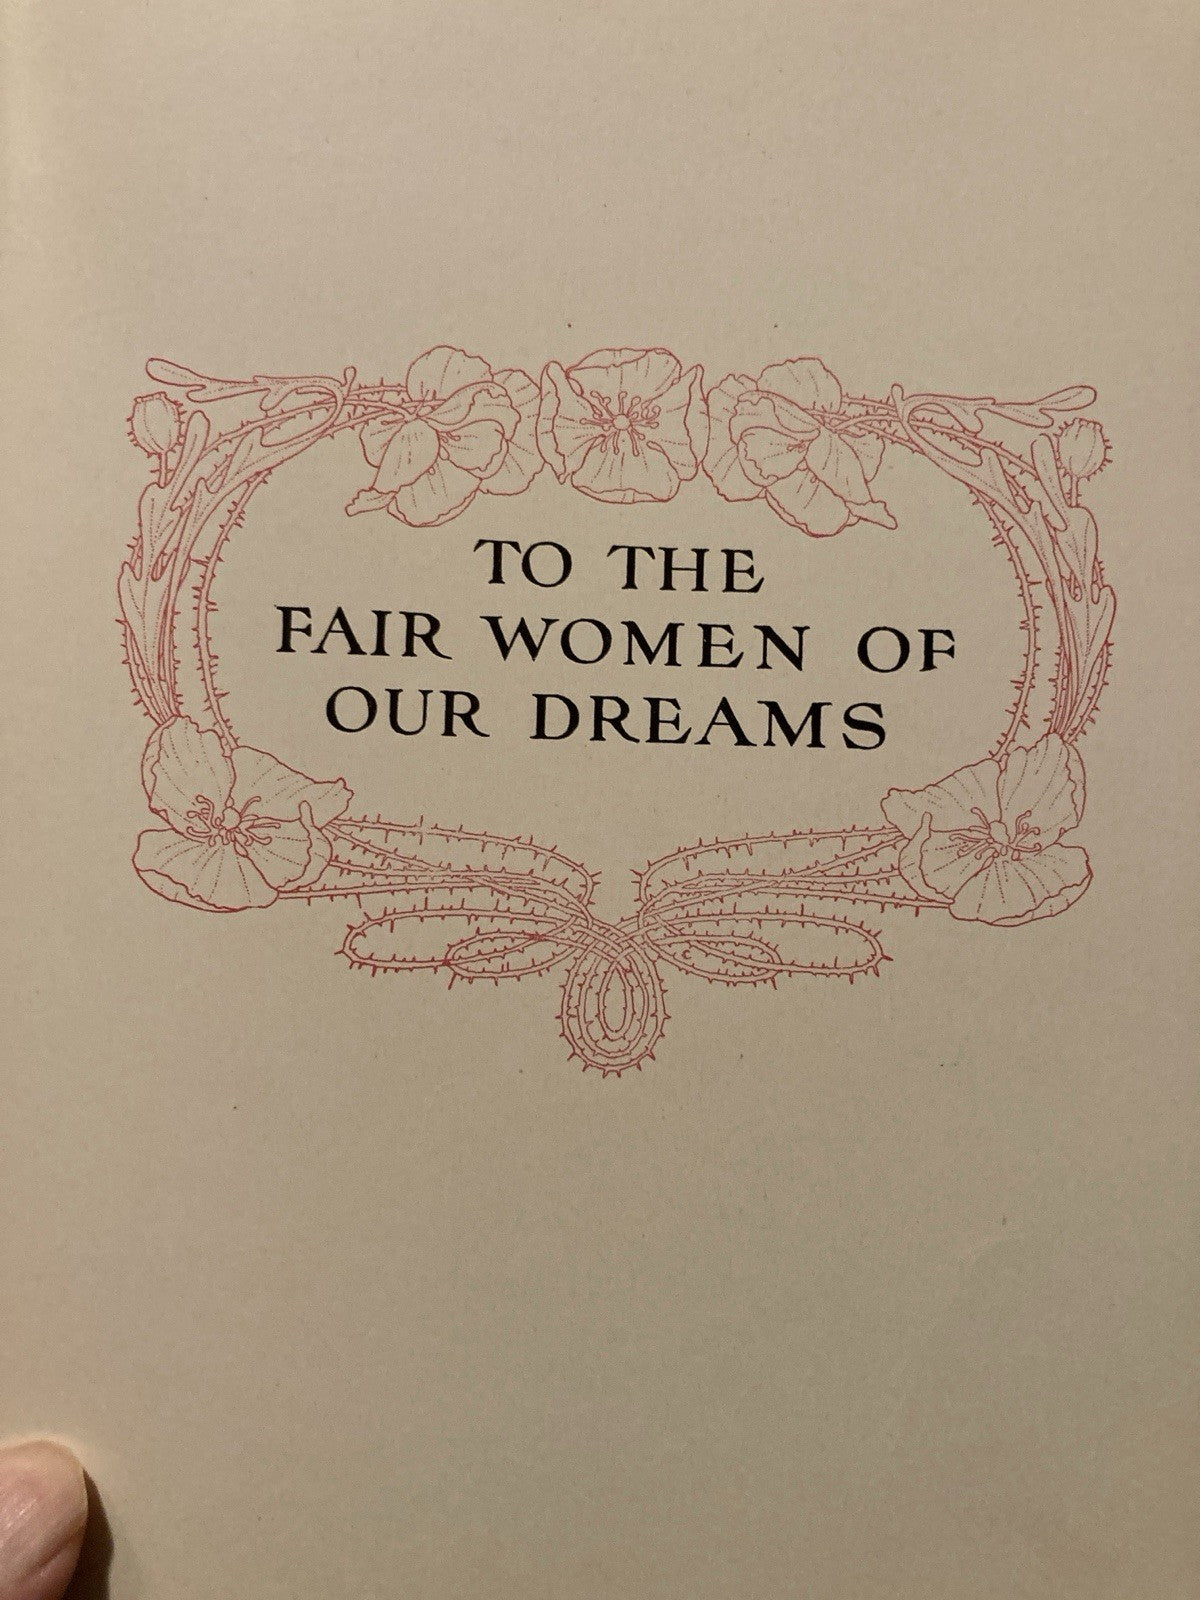 TO THE
FAIR WOMEN OF
OUR DREAMS